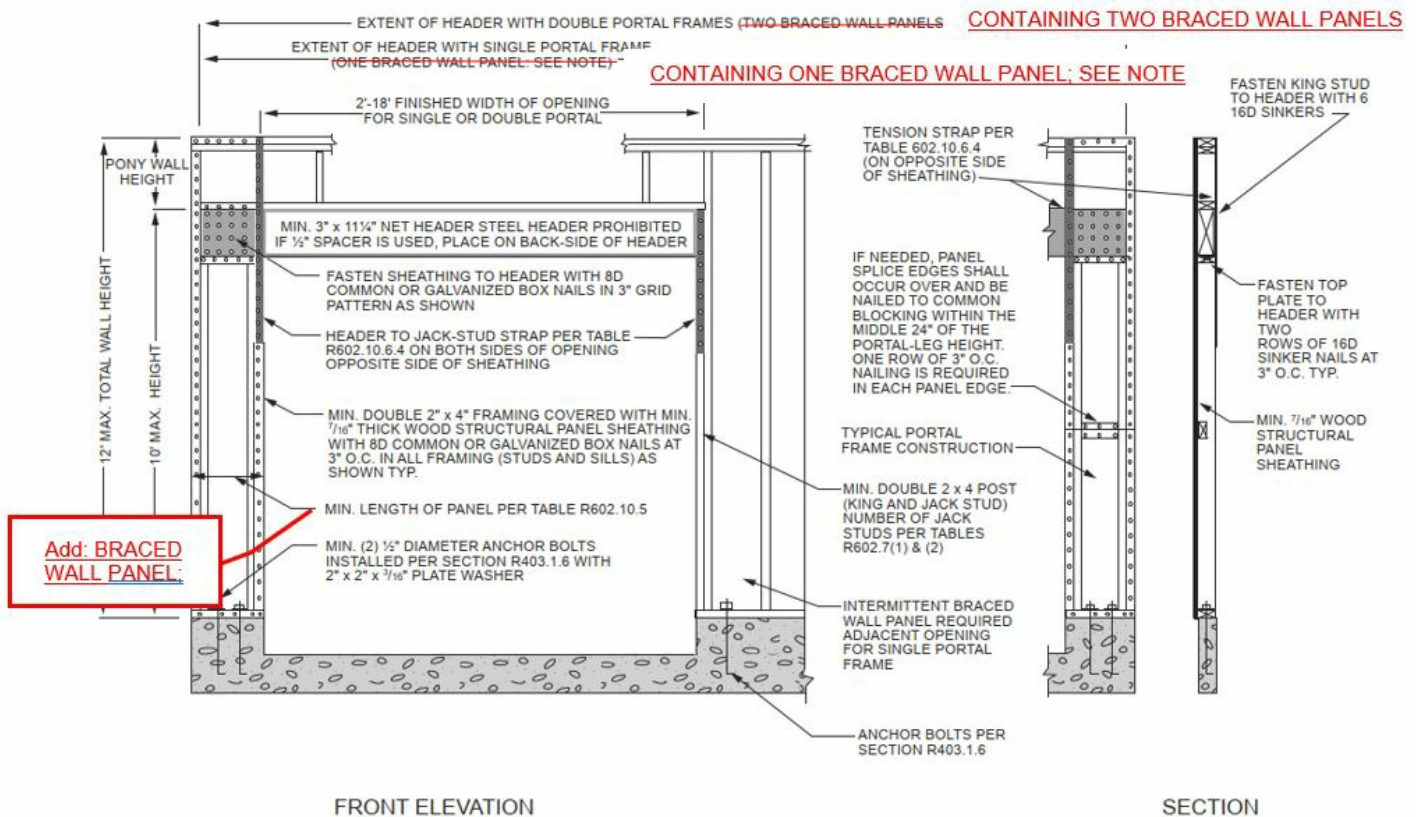 EXTENT OF HEADER WITH DOUBLE PORTAL FRAMES (TWO BRACED WALL PANELS
CONTAINING TWO BRACED WALL PANELS
EXTENT OF HEADER WITH SINGLE PORTAL FRAME
(ONE BRACED WALL PANEL: SEE NOTE)
CONTAINING ONE BRACED WALL PANEL; SEE NOTE
2'-18' FINISHED WIDTH OF OPENING
FOR SINGLE OR DOUBLE PORTAL
PONY WALL
HEIGHT
12' MAX. TOTAL WALL HEIGHT
10' MAX. HEIGHT
MIN. 3" x 11¼" NET HEADER STEEL HEADER PROHIBITED
IF ½" SPACER IS USED, PLACE ON BACK-SIDE OF HEADER
FASTEN SHEATHING TO HEADER WITH 8D
COMMON OR GALVANIZED BOX NAILS IN 3" GRID
PATTERN AS SHOWN
HEADER TO JACK-STUD STRAP PER TABLE
R602.10.6.4 ON BOTH SIDES OF OPENING
OPPOSITE SIDE OF SHEATHING
MIN. DOUBLE 2" x 4" FRAMING COVERED WITH MIN.
7/16" THICK WOOD STRUCTURAL PANEL SHEATHING
WITH 8D COMMON OR GALVANIZED BOX NAILS AT
3" O.C. IN ALL FRAMING (STUDS AND SILLS) AS
SHOWN TYP.
MIN. LENGTH OF PANEL PER TABLE R602.10.5
Add: BRACED
WALL PANEL;
MIN. (2) ½" DIAMETER ANCHOR BOLTS
INSTALLED PER SECTION R403.1.6 WITH
2" x 2" x 3/16" PLATE WASHER
TENSION STRAP PER
TABLE 602.10.6.4
(ON OPPOSITE SIDE
OF SHEATHING)
IF NEEDED, PANEL
SPLICE EDGES SHALL
OCCUR OVER AND BE
NAILED TO COMMON
BLOCKING WITHIN THE
MIDDLE 24" OF THE
PORTAL-LEG HEIGHT.
ONE ROW OF 3" O.C.
NAILING IS REQUIRED
IN EACH PANEL EDGE.
TYPICAL PORTAL
FRAME CONSTRUCTION
MIN. DOUBLE 2 x 4 POST
(KING AND JACK STUD)
NUMBER OF JACK
STUDS PER TABLES
R602.7(1) & (2)
INTERMITTENT BRACED
WALL PANEL REQUIRED
ADJACENT OPENING
FOR SINGLE PORTAL
FRAME
ANCHOR BOLTS PER
SECTION R403.1.6
FASTEN KING STUD
TO HEADER WITH 6
16D SINKERS
FASTEN TOP
PLATE TO
HEADER WITH
TWO
ROWS OF 16D
SINKER NAILS AT
3" O.C. TYP.
MIN. 7/16" WOOD
STRUCTURAL
PANEL
SHEATHING
FRONT ELEVATION
SECTION